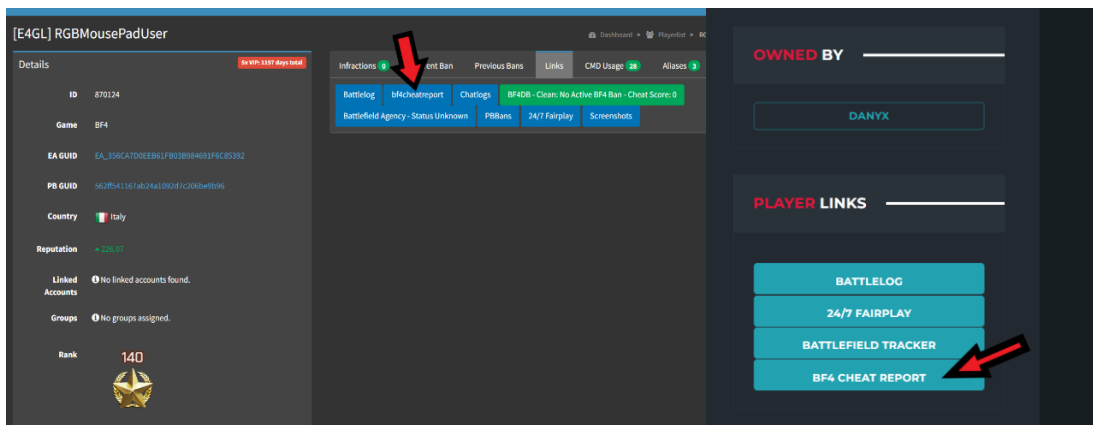 [E4GL] RGBMousePadUser
Dashboard > Playerlist > RG
Details
5x VIP: 1157 days total
ID 870124
Game BF4
EA GUID EA_356CA7D0EEB61FB03B984691F6C85392
PB GUID 562ff541167ab24a1092d7c206be9b96
Country Italy
Reputation 226.07
Linked Accounts No linked accounts found.
Groups No groups assigned.
Rank 140
Infractions 0 ent Ban Previous Bans Links CMD Usage 28 Aliases 3
Battlelog bf4cheatreport Chatlogs BF4DB - Clean: No Active BF4 Ban - Cheat Score: 0
Battlefield Agency - Status Unknown PBBans 24/7 Fairplay Screenshots
OWNED BY
DANYX
PLAYER LINKS
BATTLELOG
24/7 FAIRPLAY
BATTLEFIELD TRACKER
BF4 CHEAT REPORT